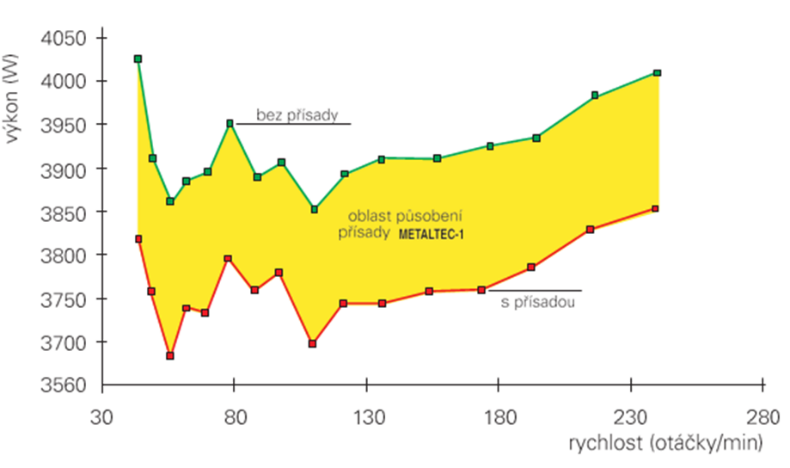 výkon (W)
4050
4000
3950
3900
3850
3800
3750
3700
3560
bez přísady
oblast působení
přísady METALTEC-1
s přísadou
30 80 130 180 230 280
rychlost (otáčky/min)